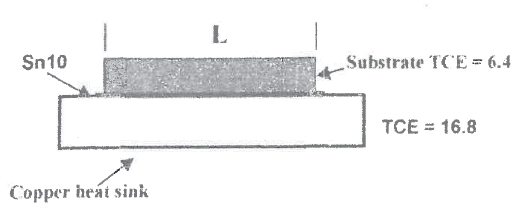 L
Sn10
Substrate TCE = 6.4
TCE = 16.8
Copper heat sink